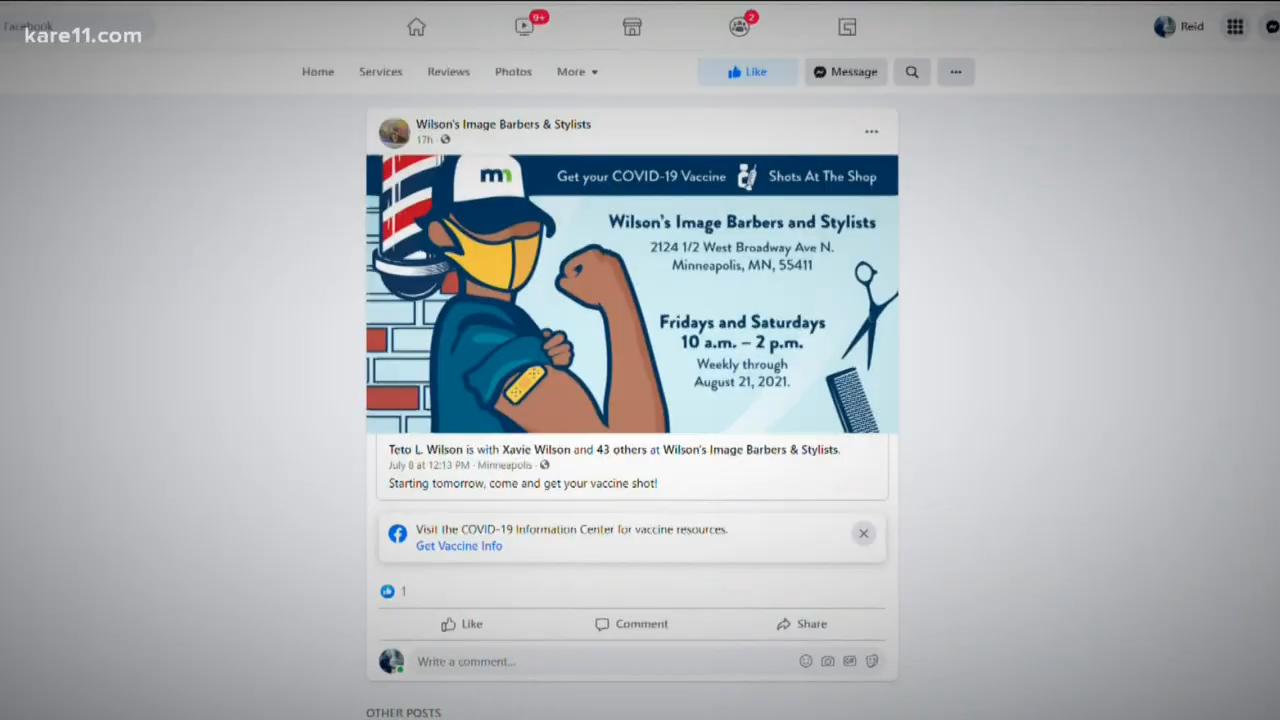 Facebook
kare11.com
9+
2
Reid
Home Services Reviews Photos More
Like
Message
Wilson's Image Barbers & Stylists
17h
mn
Get your COVID-19 Vaccine Shots At The Shop
Wilson's Image Barbers and Stylists
2124 1/2 West Broadway Ave N.
Minneapolis, MN, 55411
Fridays and Saturdays
10 a.m. – 2 p.m.
Weekly through
August 21, 2021.
Teto L. Wilson is with Xavie Wilson and 43 others at Wilson's Image Barbers & Stylists.
July 8 at 12:13 PM · Minneapolis ·
Starting tomorrow, come and get your vaccine shot!
Visit the COVID-19 Information Center for vaccine resources.
Get Vaccine Info
1
Like Comment Share
Write a comment...
GIF
OTHER POSTS